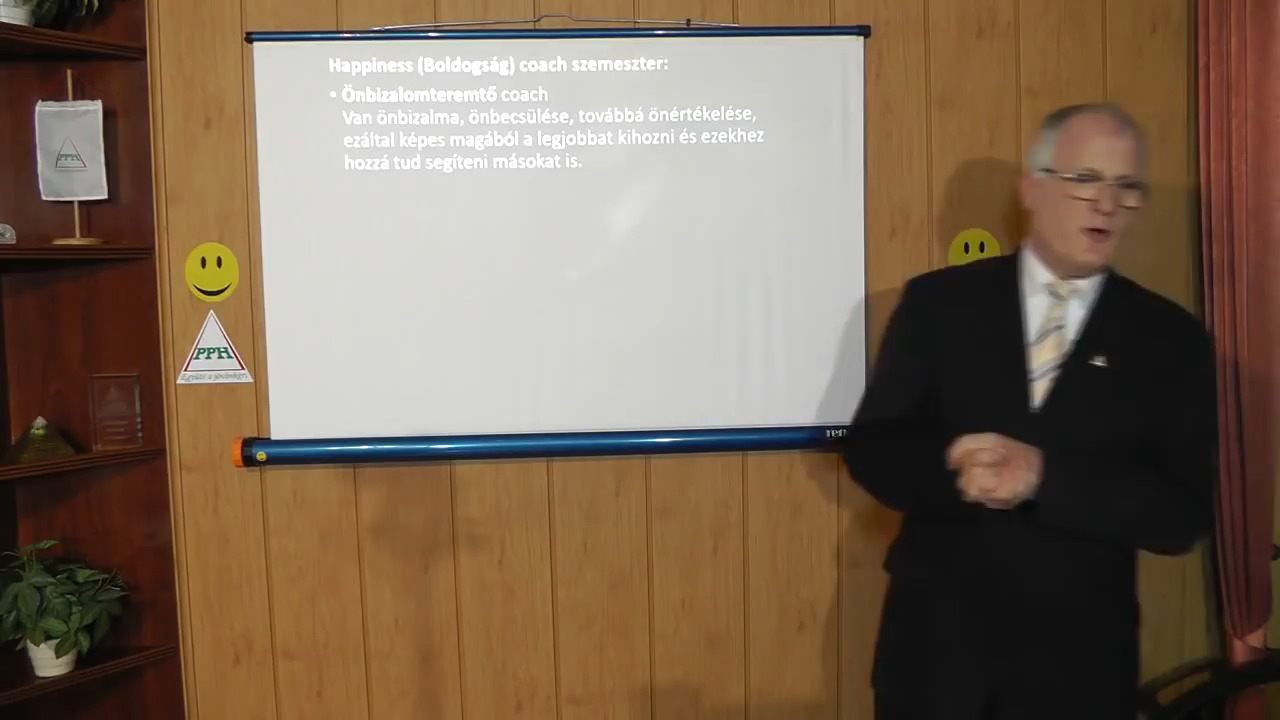 Happiness (Boldogság) coach szemeszter:
• Önbizalomteremtő coach
Van önbizalma, önbecsülése, továbbá önértékelése,
ezáltal képes magából a legjobbat kihozni és ezekhez
hozzá tud segíteni másokat is.
PPH
PPH